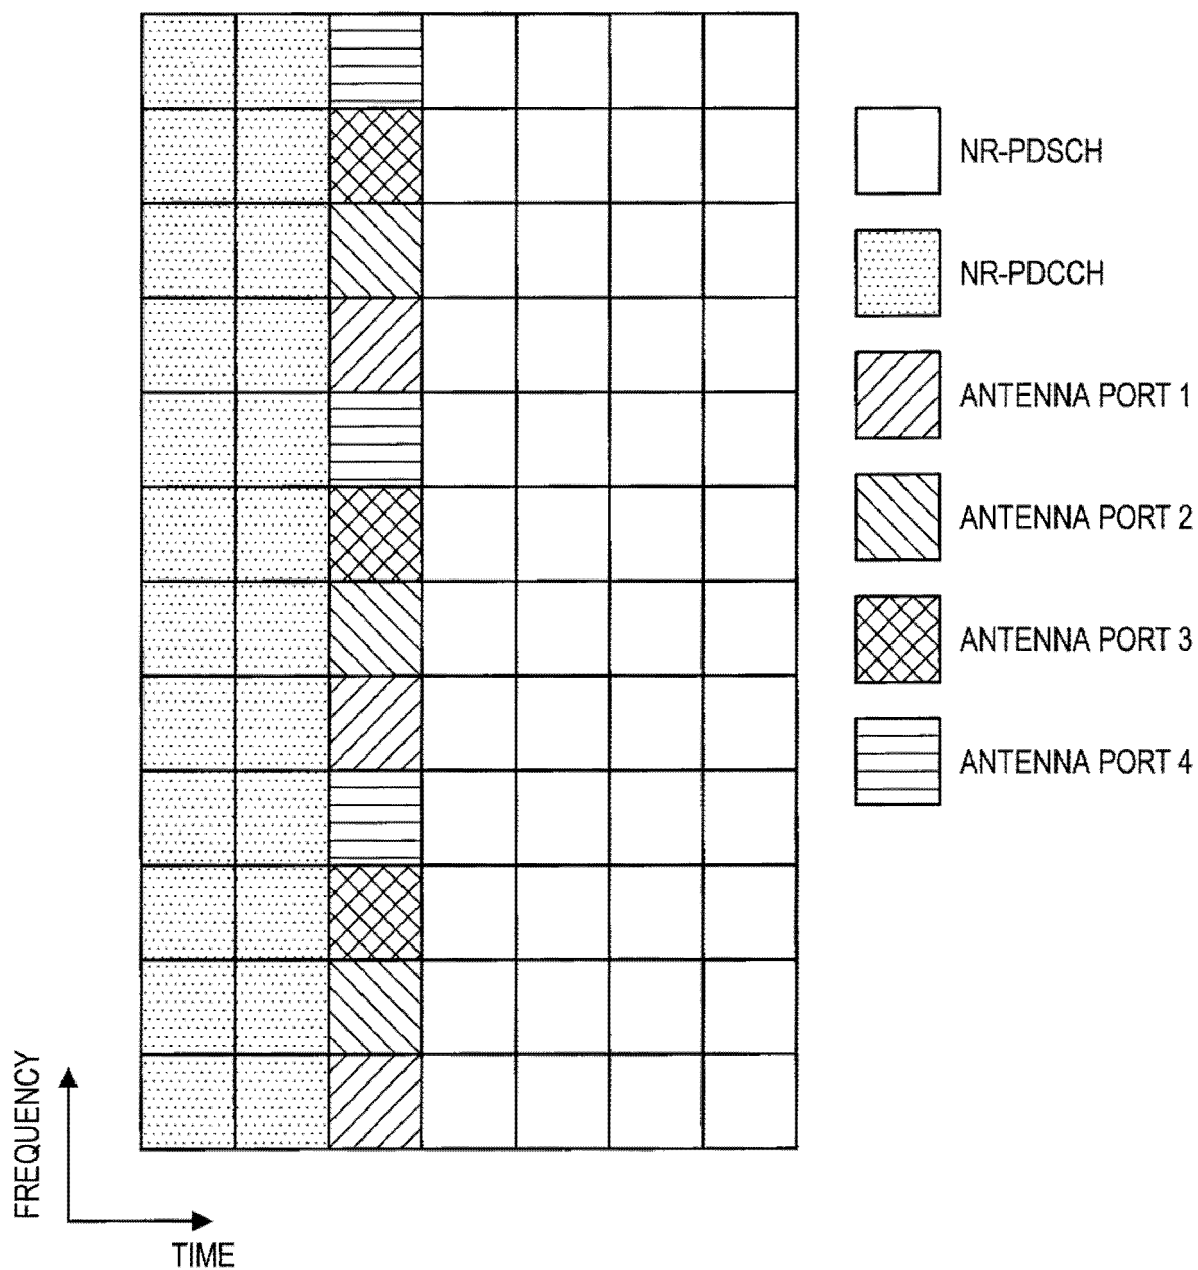 NR-PDSCH
NR-PDCCH
ANTENNA PORT 1
ANTENNA PORT 2
ANTENNA PORT 3
ANTENNA PORT 4
FREQUENCY
TIME